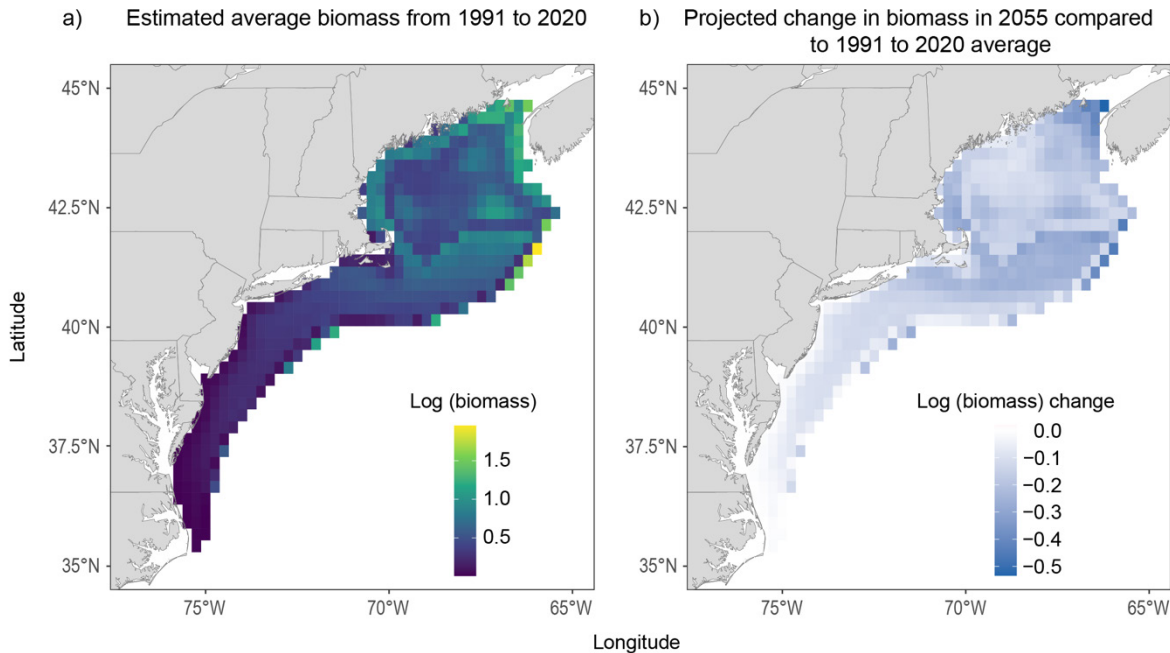 a) Estimated average biomass from 1991 to 2020
b) Projected change in biomass in 2055 compared
to 1991 to 2020 average
45°N
42.5°N
40°N
37.5°N
35°N
Latitude
Log (biomass)
1.5
1.0
0.5
75°W
70°W
65°W
45°N
42.5°N
40°N
37.5°N
35°N
Log (biomass) change
0.0
−0.1
−0.2
−0.3
−0.4
−0.5
75°W
70°W
65°W
Longitude